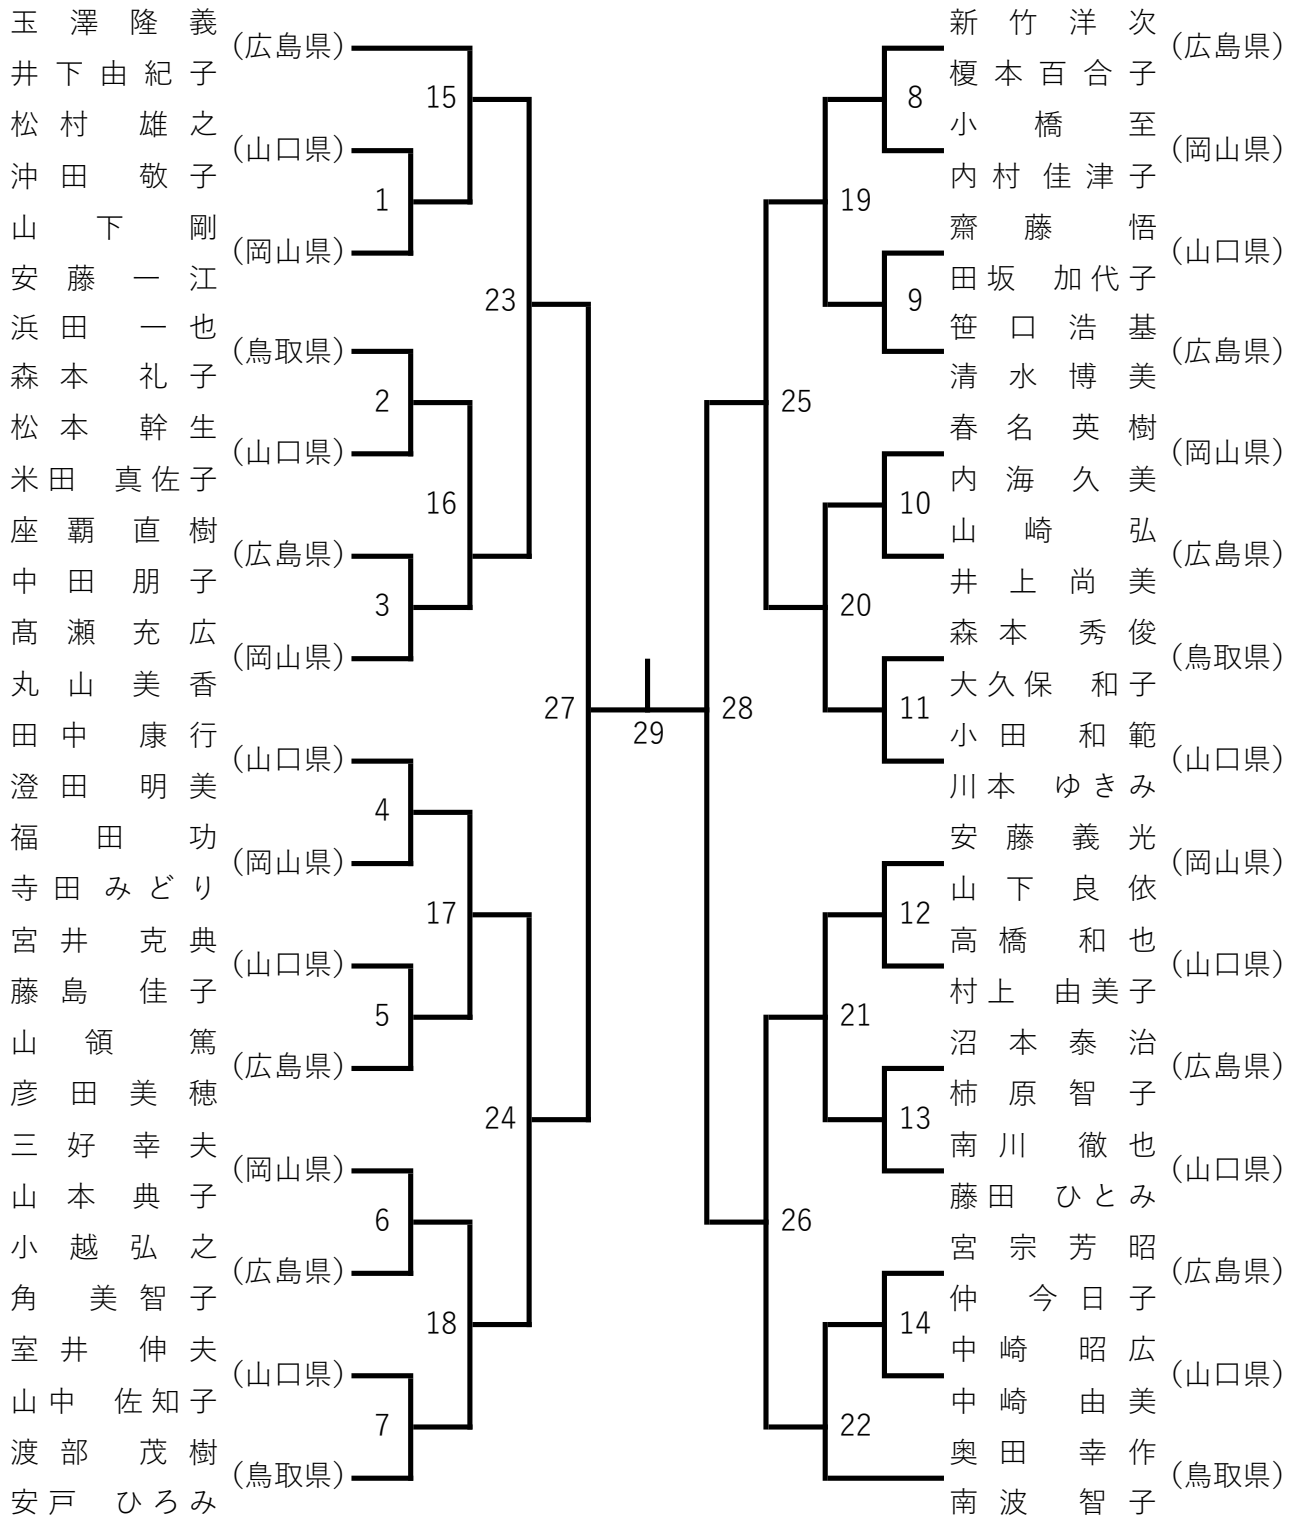 玉澤隆義
(広島県)
井下由紀子
松村 雄之
(山口県)
沖田 敬子
山下剛
(岡山県)
安藤一江
浜田 一也
(鳥取県)
森本 礼子
松本 幹生
(山口県)
米田 真佐子
座覇直樹
(広島県)
中田朋子
髙瀬充広
(岡山県)
丸山美香
田中 康行
(山口県)
澄田 明美
福田功
(岡山県)
寺田みどり
宮井 克典
(山口県)
藤島 佳子
山領篤
(広島県)
彦田美穂
三好幸夫
(岡山県)
山本典子
小越弘之
(広島県)
角 美智子
室井 伸夫
(山口県)
山中 佐知子
渡部 茂樹
(鳥取県)
安戸 ひろみ
15
1
23
2
16
3
27
4
17
5
24
6
18
7
29
28
8
19
9
25
10
20
11
12
21
13
26
14
22
新竹洋次
(広島県)
榎本百合子
小橋至
(岡山県)
内村佳津子
齋藤悟
(山口県)
田坂 加代子
笹口浩基
(広島県)
清水博美
春名英樹
(岡山県)
内海久美
山崎弘
(広島県)
井上尚美
森本 秀俊
(鳥取県)
大久保 和子
小田 和範
(山口県)
川本 ゆきみ
安藤義光
(岡山県)
山下良依
高橋 和也
(山口県)
村上 由美子
沼本泰治
(広島県)
柿原智子
南川 徹也
(山口県)
藤田 ひとみ
宮宗芳昭
(広島県)
仲 今日子
中崎 昭広
(山口県)
中崎 由美
奥田 幸作
(鳥取県)
南波 智子